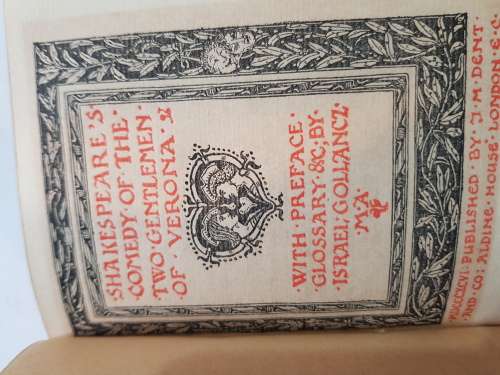 ·SHAKESPEARE'S·
COMEDY·OF·THE·
TWO·GENTLEMEN
·OF·VERONA·&·
WITH·PREFACE·
GLOSSARY·&C;BY·
ISRAEL·GOLLANCZ
·M·A·
MDCCCXCVI·PUBLISHED·BY·J·M·DENT·
·AND·CO:ALDINE·HOUSE·LONDON·E·C·